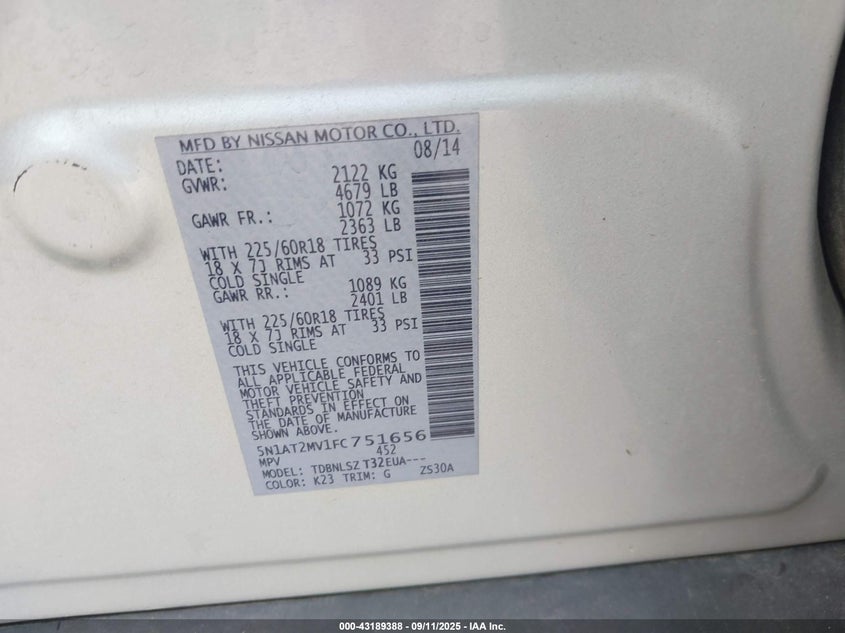 MFD BY NISSAN MOTOR CO., LTD.
DATE: 08/14
GVWR: 2122 KG
4679 LB
GAWR FR.: 1072 KG
2363 LB
WITH 225/60R18 TIRES
18 X 7J RIMS AT 33 PSI
COLD SINGLE
GAWR RR.: 1089 KG
2401 LB
WITH 225/60R18 TIRES
18 X 7J RIMS AT 33 PSI
COLD SINGLE
THIS VEHICLE CONFORMS TO
ALL APPLICABLE FEDERAL
MOTOR VEHICLE SAFETY AND
THEFT PREVENTION
STANDARDS IN EFFECT ON
THE DATE OF MANUFACTURE
SHOWN ABOVE.
5N1AT2MV1FC751656
MPV 452
MODEL: TDBNLSZ T32EUA---
COLOR: K23 TRIM: G ZS30A
000-43189388 - 09/11/2025 - IAA Inc.